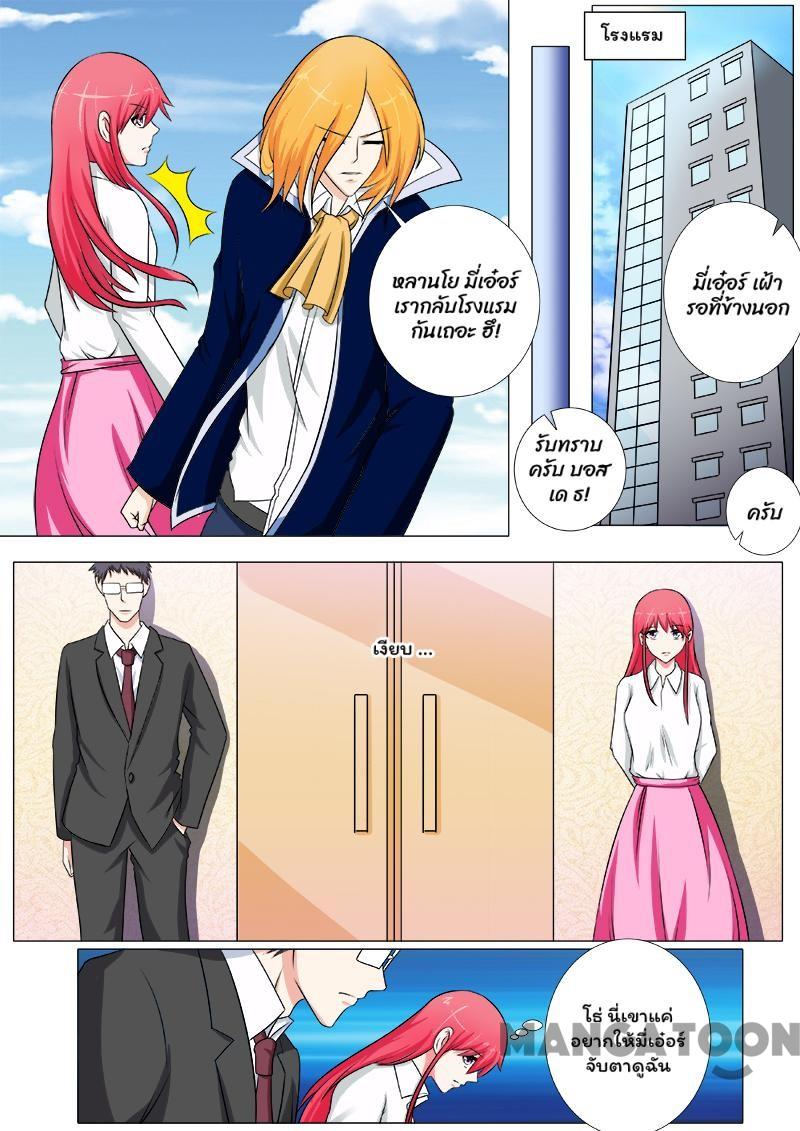 หลานโย มี่เอ๋อร์
เรากลับโรงแรม
กันเถอะ ฮึ!
โรงแรม
มี่เอ๋อร์ เฝ้า
รอที่ข้างนอก
รับทราบ
ครับ บอส
เด ธ!
ครับ
เงียบ ...
โธ่ นี่เขาแค่
อยากให้มี่เอ๋อร์
จับตาดูฉัน
MANGATOON